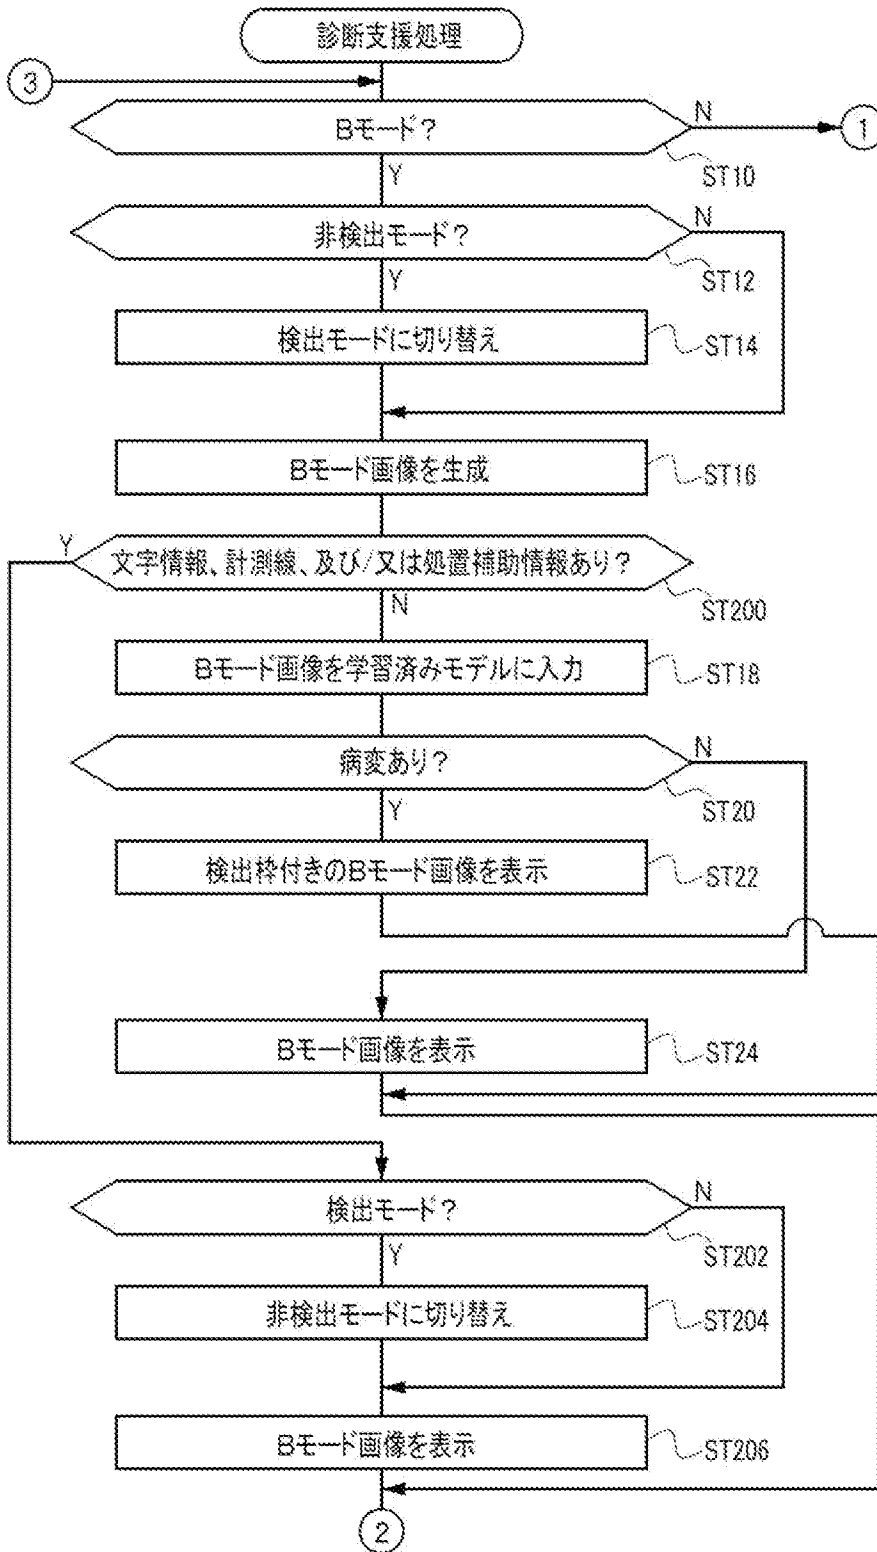 診断支援処理
③
Bモード?
N
①
ST10
Y
非検出モード?
N
ST12
Y
検出モードに切り替え
ST14
Bモード画像を生成
ST16
Y
文字情報、計測線、及び/又は処置補助情報あり?
ST200
N
Bモード画像を学習済みモデルに入力
ST18
病変あり?
N
ST20
Y
検出枠付きのBモード画像を表示
ST22
Bモード画像を表示
ST24
検出モード?
N
ST202
Y
非検出モードに切り替え
ST204
Bモード画像を表示
ST206
②